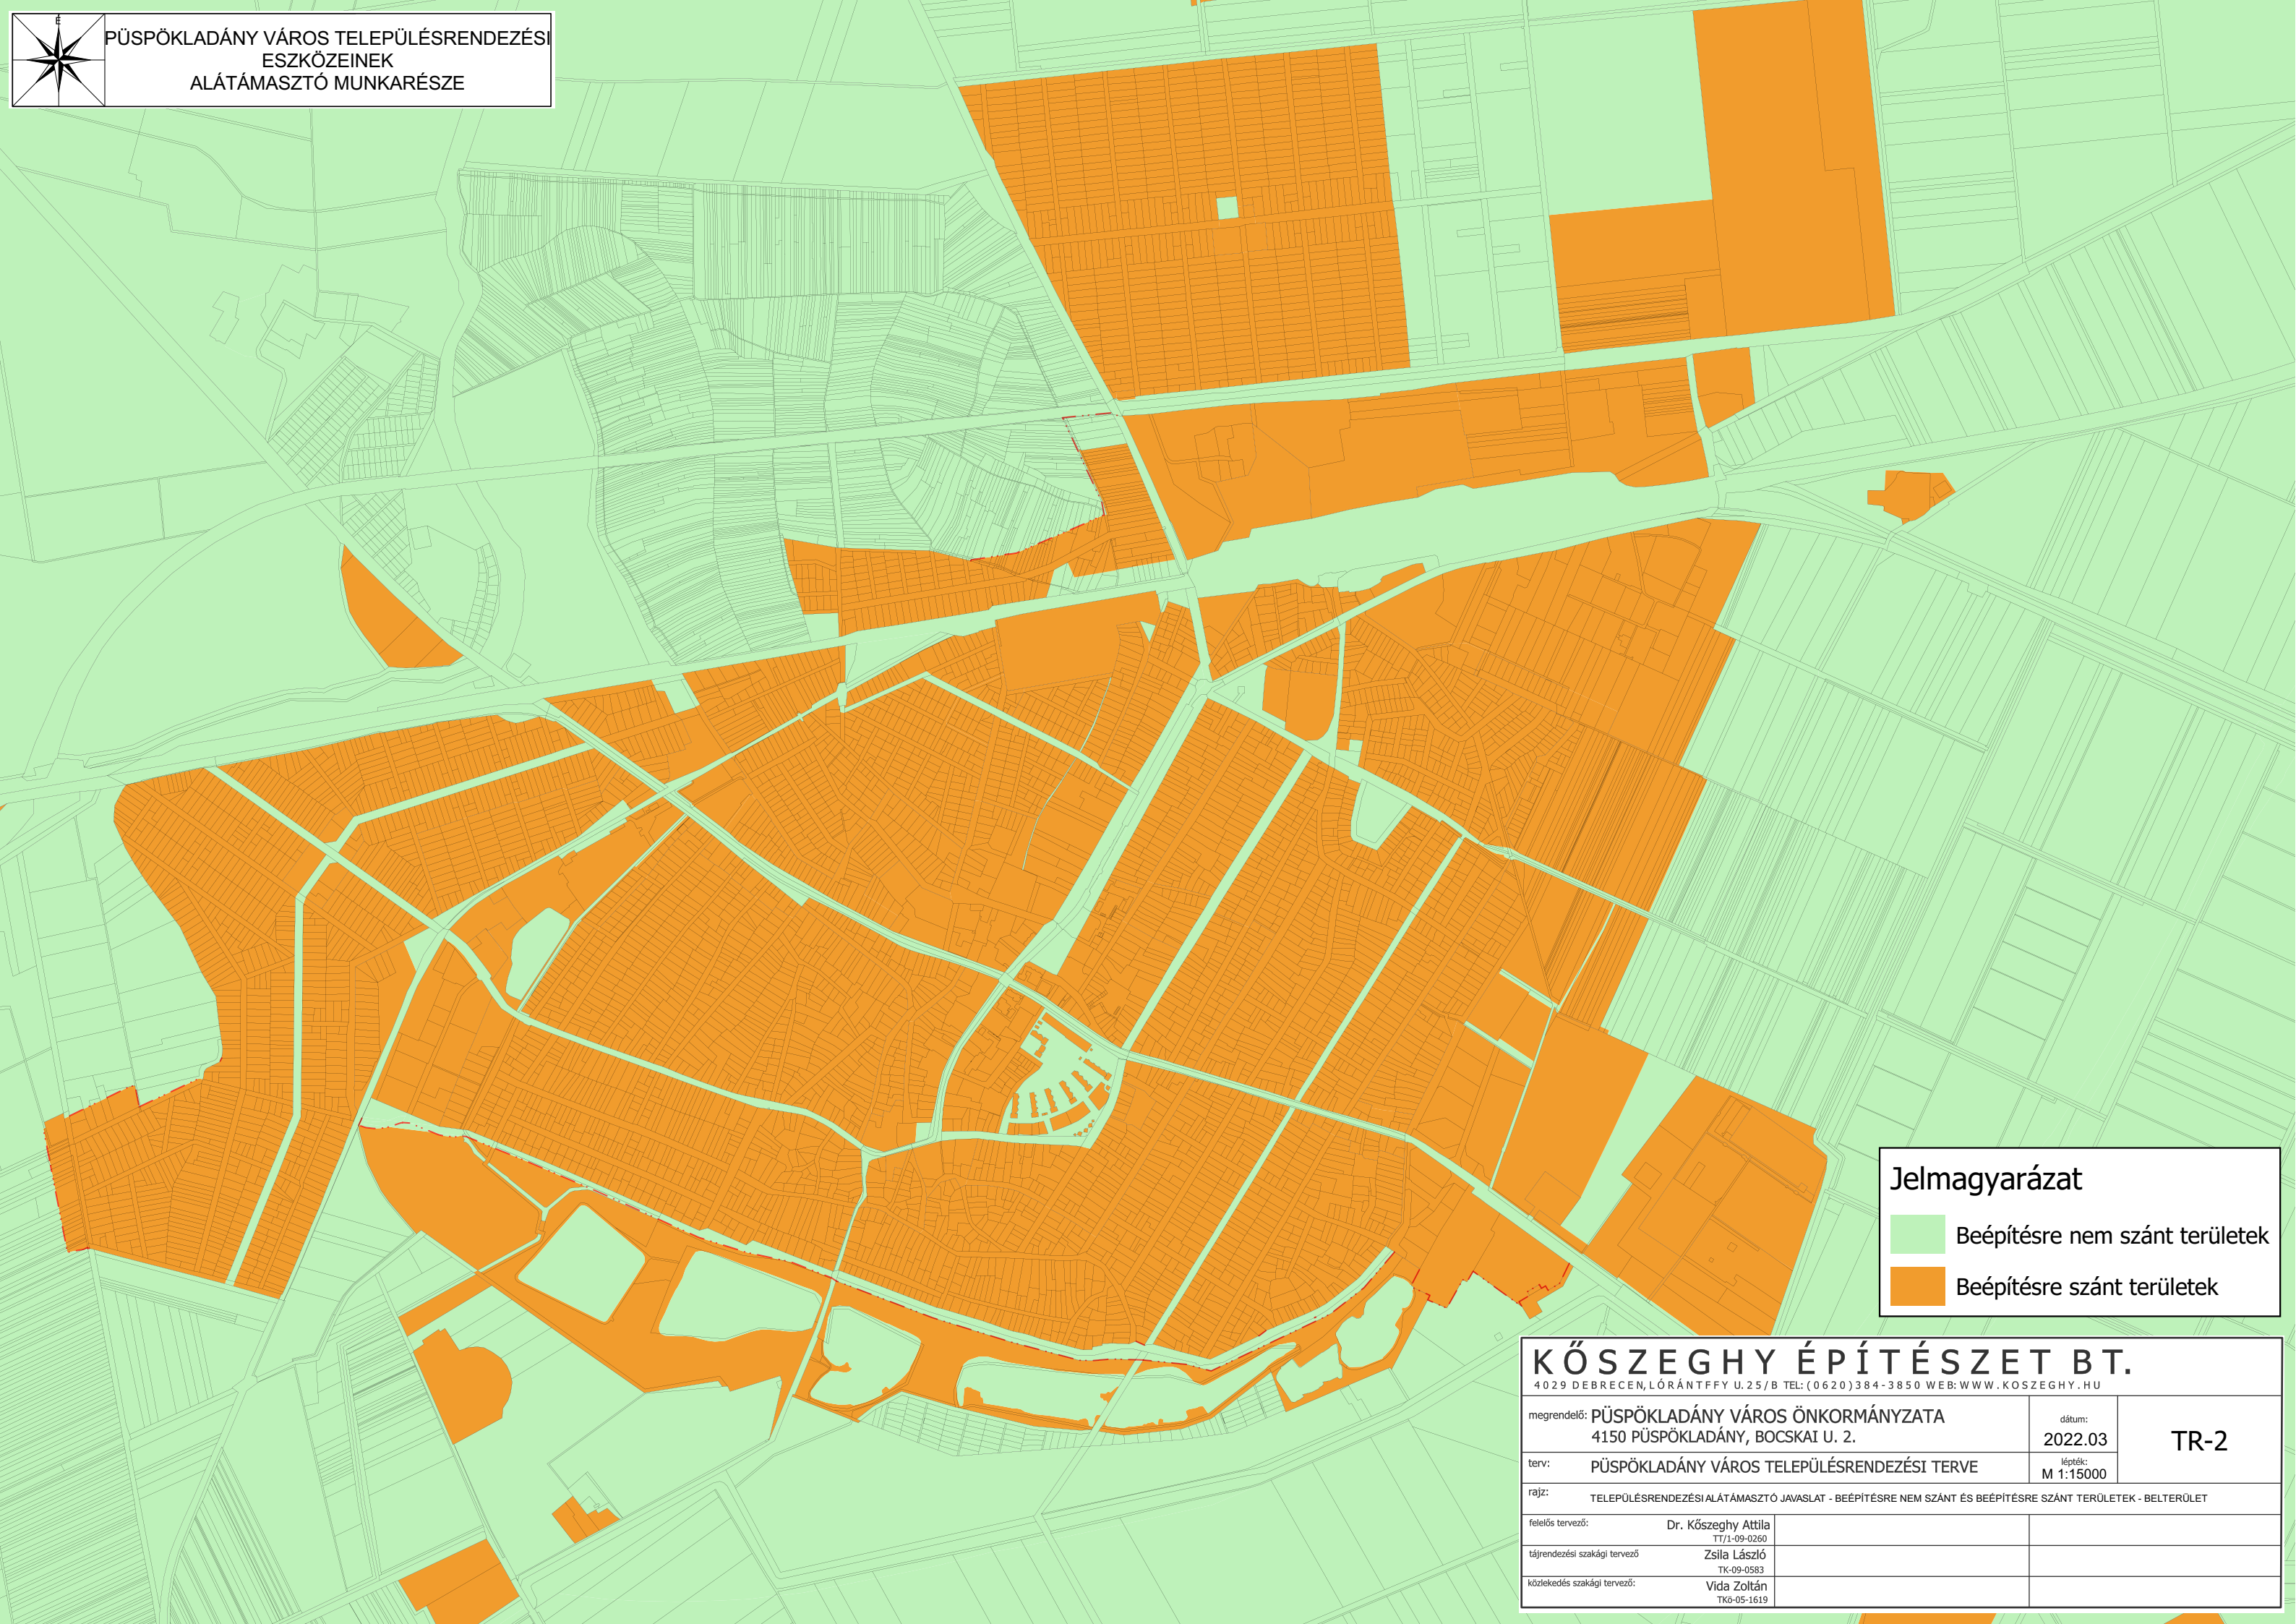 É
PÜSPÖKLADÁNY VÁROS TELEPÜLÉSRENDEZÉSI
ESZKÖZEINEK
ALÁTÁMASZTÓ MUNKARÉSZE
Jelmagyarázat
Beépítésre nem szánt területek
Beépítésre szánt területek
KŐSZEGHY ÉPÍTÉSZET BT.
4029 DEBRECEN, LÓRÁNTFFY U. 25/B TEL: (0620)384-3850 WEB: WWW.KOSZEGHY.HU
megrendelő: PÜSPÖKLADÁNY VÁROS ÖNKORMÁNYZATA
4150 PÜSPÖKLADÁNY, BOCSKAI U. 2.
dátum:
2022.03
TR-2
terv: PÜSPÖKLADÁNY VÁROS TELEPÜLÉSRENDEZÉSI TERVE
lépték:
M 1:15000
rajz: TELEPÜLÉSRENDEZÉSI ALÁTÁMASZTÓ JAVASLAT - BEÉPÍTÉSRE NEM SZÁNT ÉS BEÉPÍTÉSRE SZÁNT TERÜLETEK - BELTERÜLET
felelős tervező: Dr. Kőszeghy Attila
TT/1-09-0260
tájrendezési szakági tervező Zsila László
TK-09-0583
közlekedés szakági tervező: Vida Zoltán
TKö-05-1619